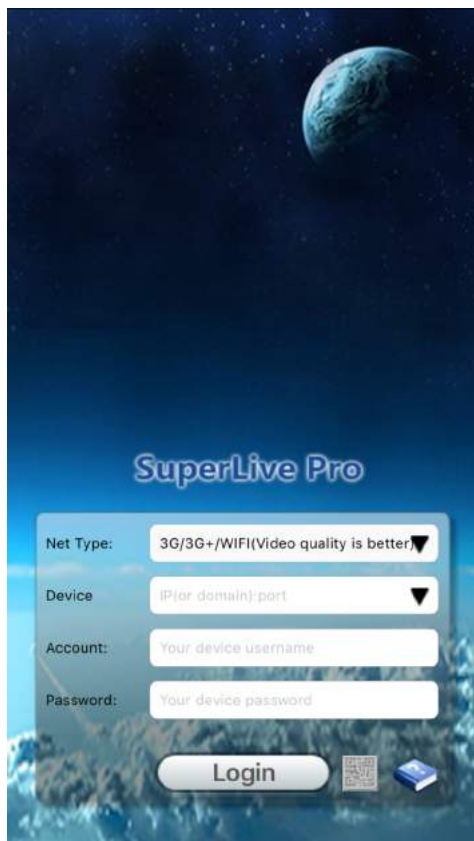 SuperLive Pro
Net Type: 3G/3G+/WIFI(Video quality is better)
Device IP(or domain):port
Account: Your device username
Password: Your device password
Login